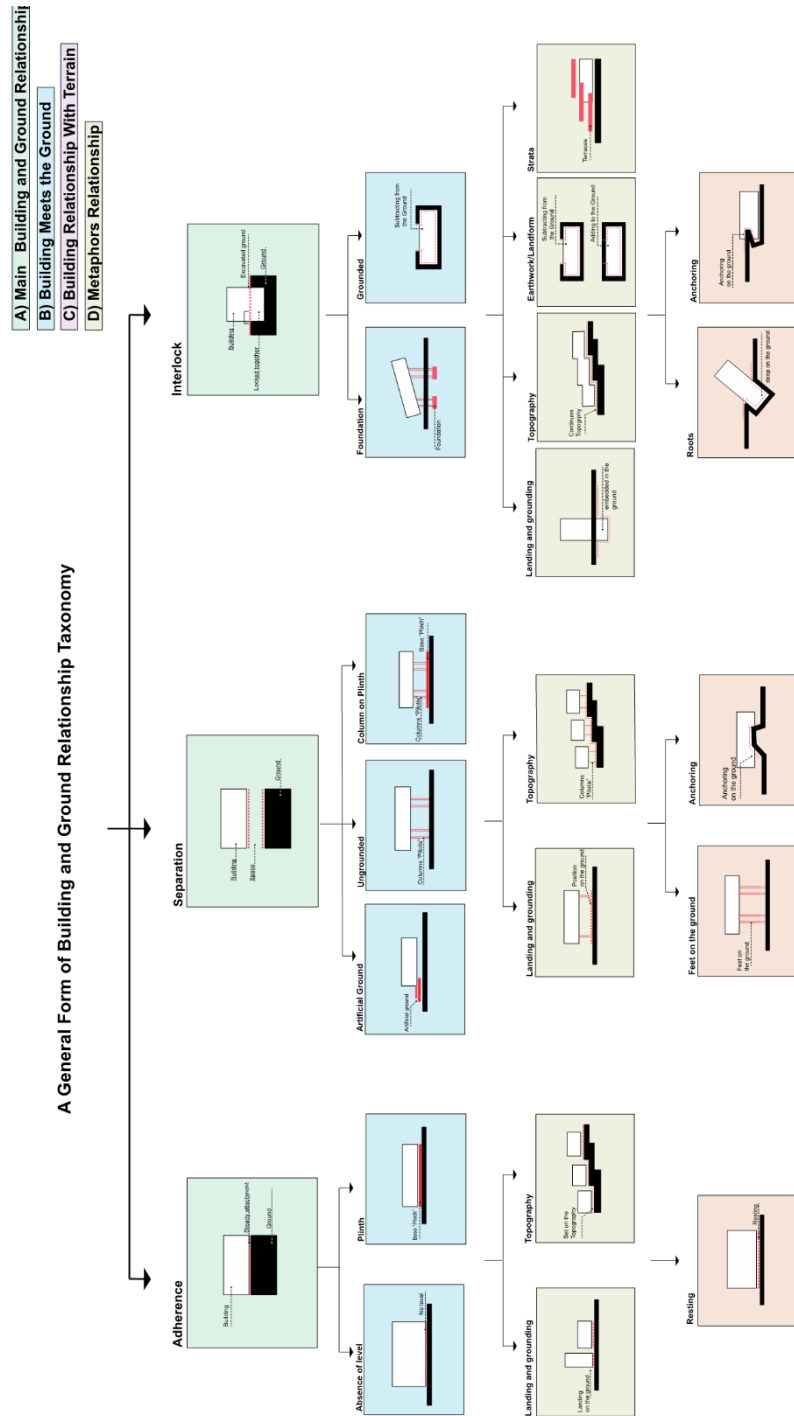 A) Main Building and Ground Relationship
B) Building Meets the Ground
C) Building Relationship With Terrain
D) Metaphors Relationship
A General Form of Building and Ground Relationship Taxonomy
Adherence
Building
Steady attachment
Ground
Separation
Building
Space
Ground
Interlock
Building
Excavated ground
Locked together
Ground
Absence of level
No level
Plinth
Base "Plinth"
Artificial Ground
Artificial ground
Ungrounded
Columns "Pilotis"
Column on Plinth
Columns "Pilotis"
Base "Plinth"
Foundation
Foundation
Grounded
Subtracting from
the Ground
Landing and grounding
Landing
on the ground
Topography
Set on the
Topography
Landing and grounding
Position
on the ground
Topography
Columns
"Pilotis"
Landing and grounding
embedded in the
ground
Topography
Continuos
Topography
Earthwork/Landform
Subtracting from
the Ground
Adding to the Ground
Strata
Terraces
Resting
Resting
Feet on the ground
Feet on
the ground
Anchoring
Anchoring
on the ground
Roots
deep on the ground
Anchoring
Anchoring
on the ground